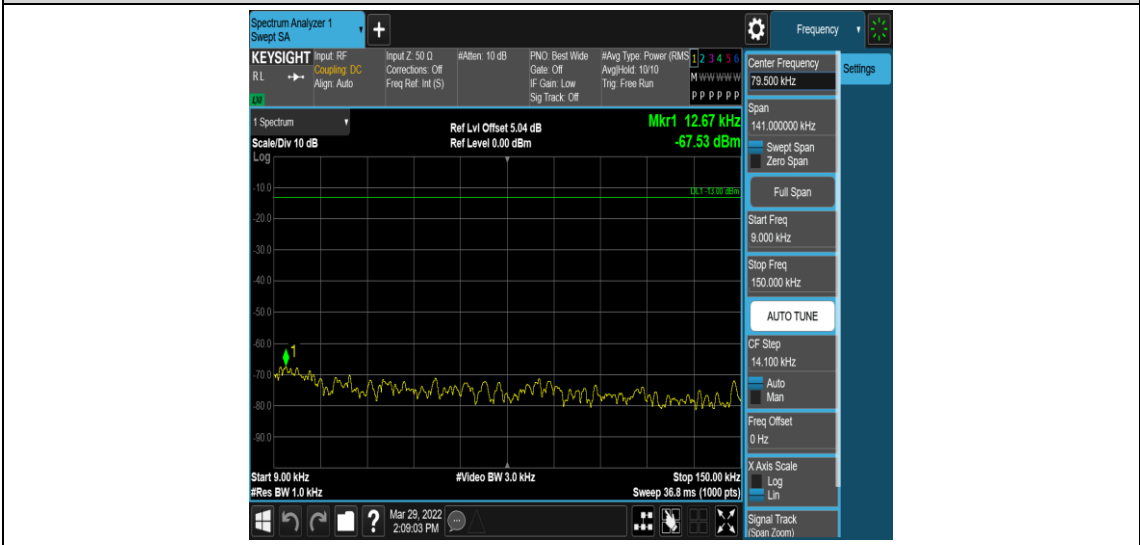 Spectrum Analyzer 1
Swept SA
+
Frequency
KEYSIGHT
RL
LXI
Input: RF
Coupling: DC
Align: Auto
Input Z: 50 Ω
Corrections: Off
Freq Ref: Int (S)
#Atten: 10 dB
PNO: Best Wide
Gate: Off
IF Gain: Low
Sig Track: Off
#Avg Type: Power (RMS
Avg|Hold: 10/10
Trig: Free Run
1 2 3 4 5 6
M W W W W W
P P P P P P
1 Spectrum
Scale/Div 10 dB
Log
Ref Lvl Offset 5.04 dB
Ref Level 0.00 dBm
Mkr1 12.67 kHz
-67.53 dBm
DL1 -13.00 dBm
-10.0
-20.0
-30.0
-40.0
-50.0
-60.0
-70.0
-80.0
-90.0
1
Start 9.00 kHz
#Res BW 1.0 kHz
#Video BW 3.0 kHz
Stop 150.00 kHz
Sweep 36.8 ms (1000 pts)
Center Frequency
79.500 kHz
Settings
Span
141.000000 kHz
Swept Span
Zero Span
Full Span
Start Freq
9.000 kHz
Stop Freq
150.000 kHz
AUTO TUNE
CF Step
14.100 kHz
Auto
Man
Freq Offset
0 Hz
X Axis Scale
Log
Lin
Signal Track
(Span Zoom)
?
Mar 29, 2022
2:09:03 PM